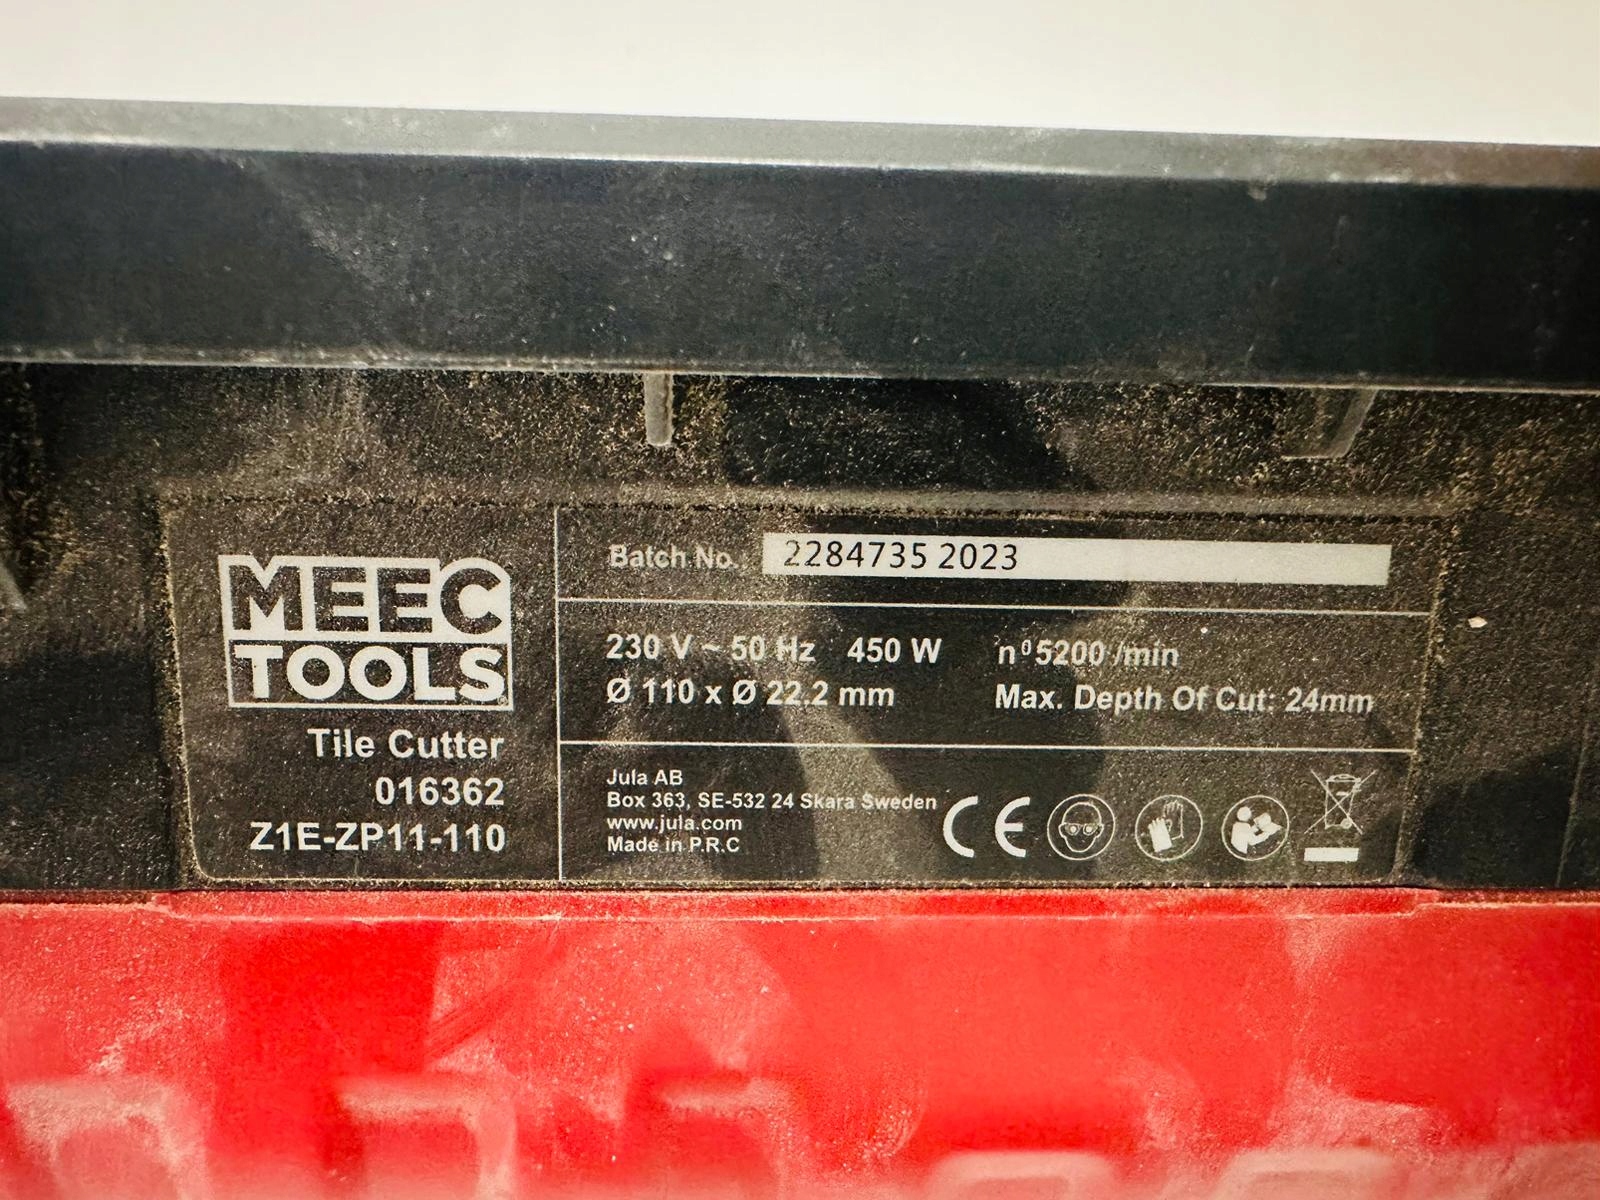 MEEC
TOOLS®
Tile Cutter
016362
Z1E-ZP11-110
Batch No. 2284735 2023
230 V ~ 50 Hz 450 W n⁰5200 /min
Ø 110 x Ø 22.2 mm Max. Depth Of Cut: 24mm
Jula AB
Box 363, SE-532 24 Skara Sweden
www.jula.com
Made in P.R.C
CE